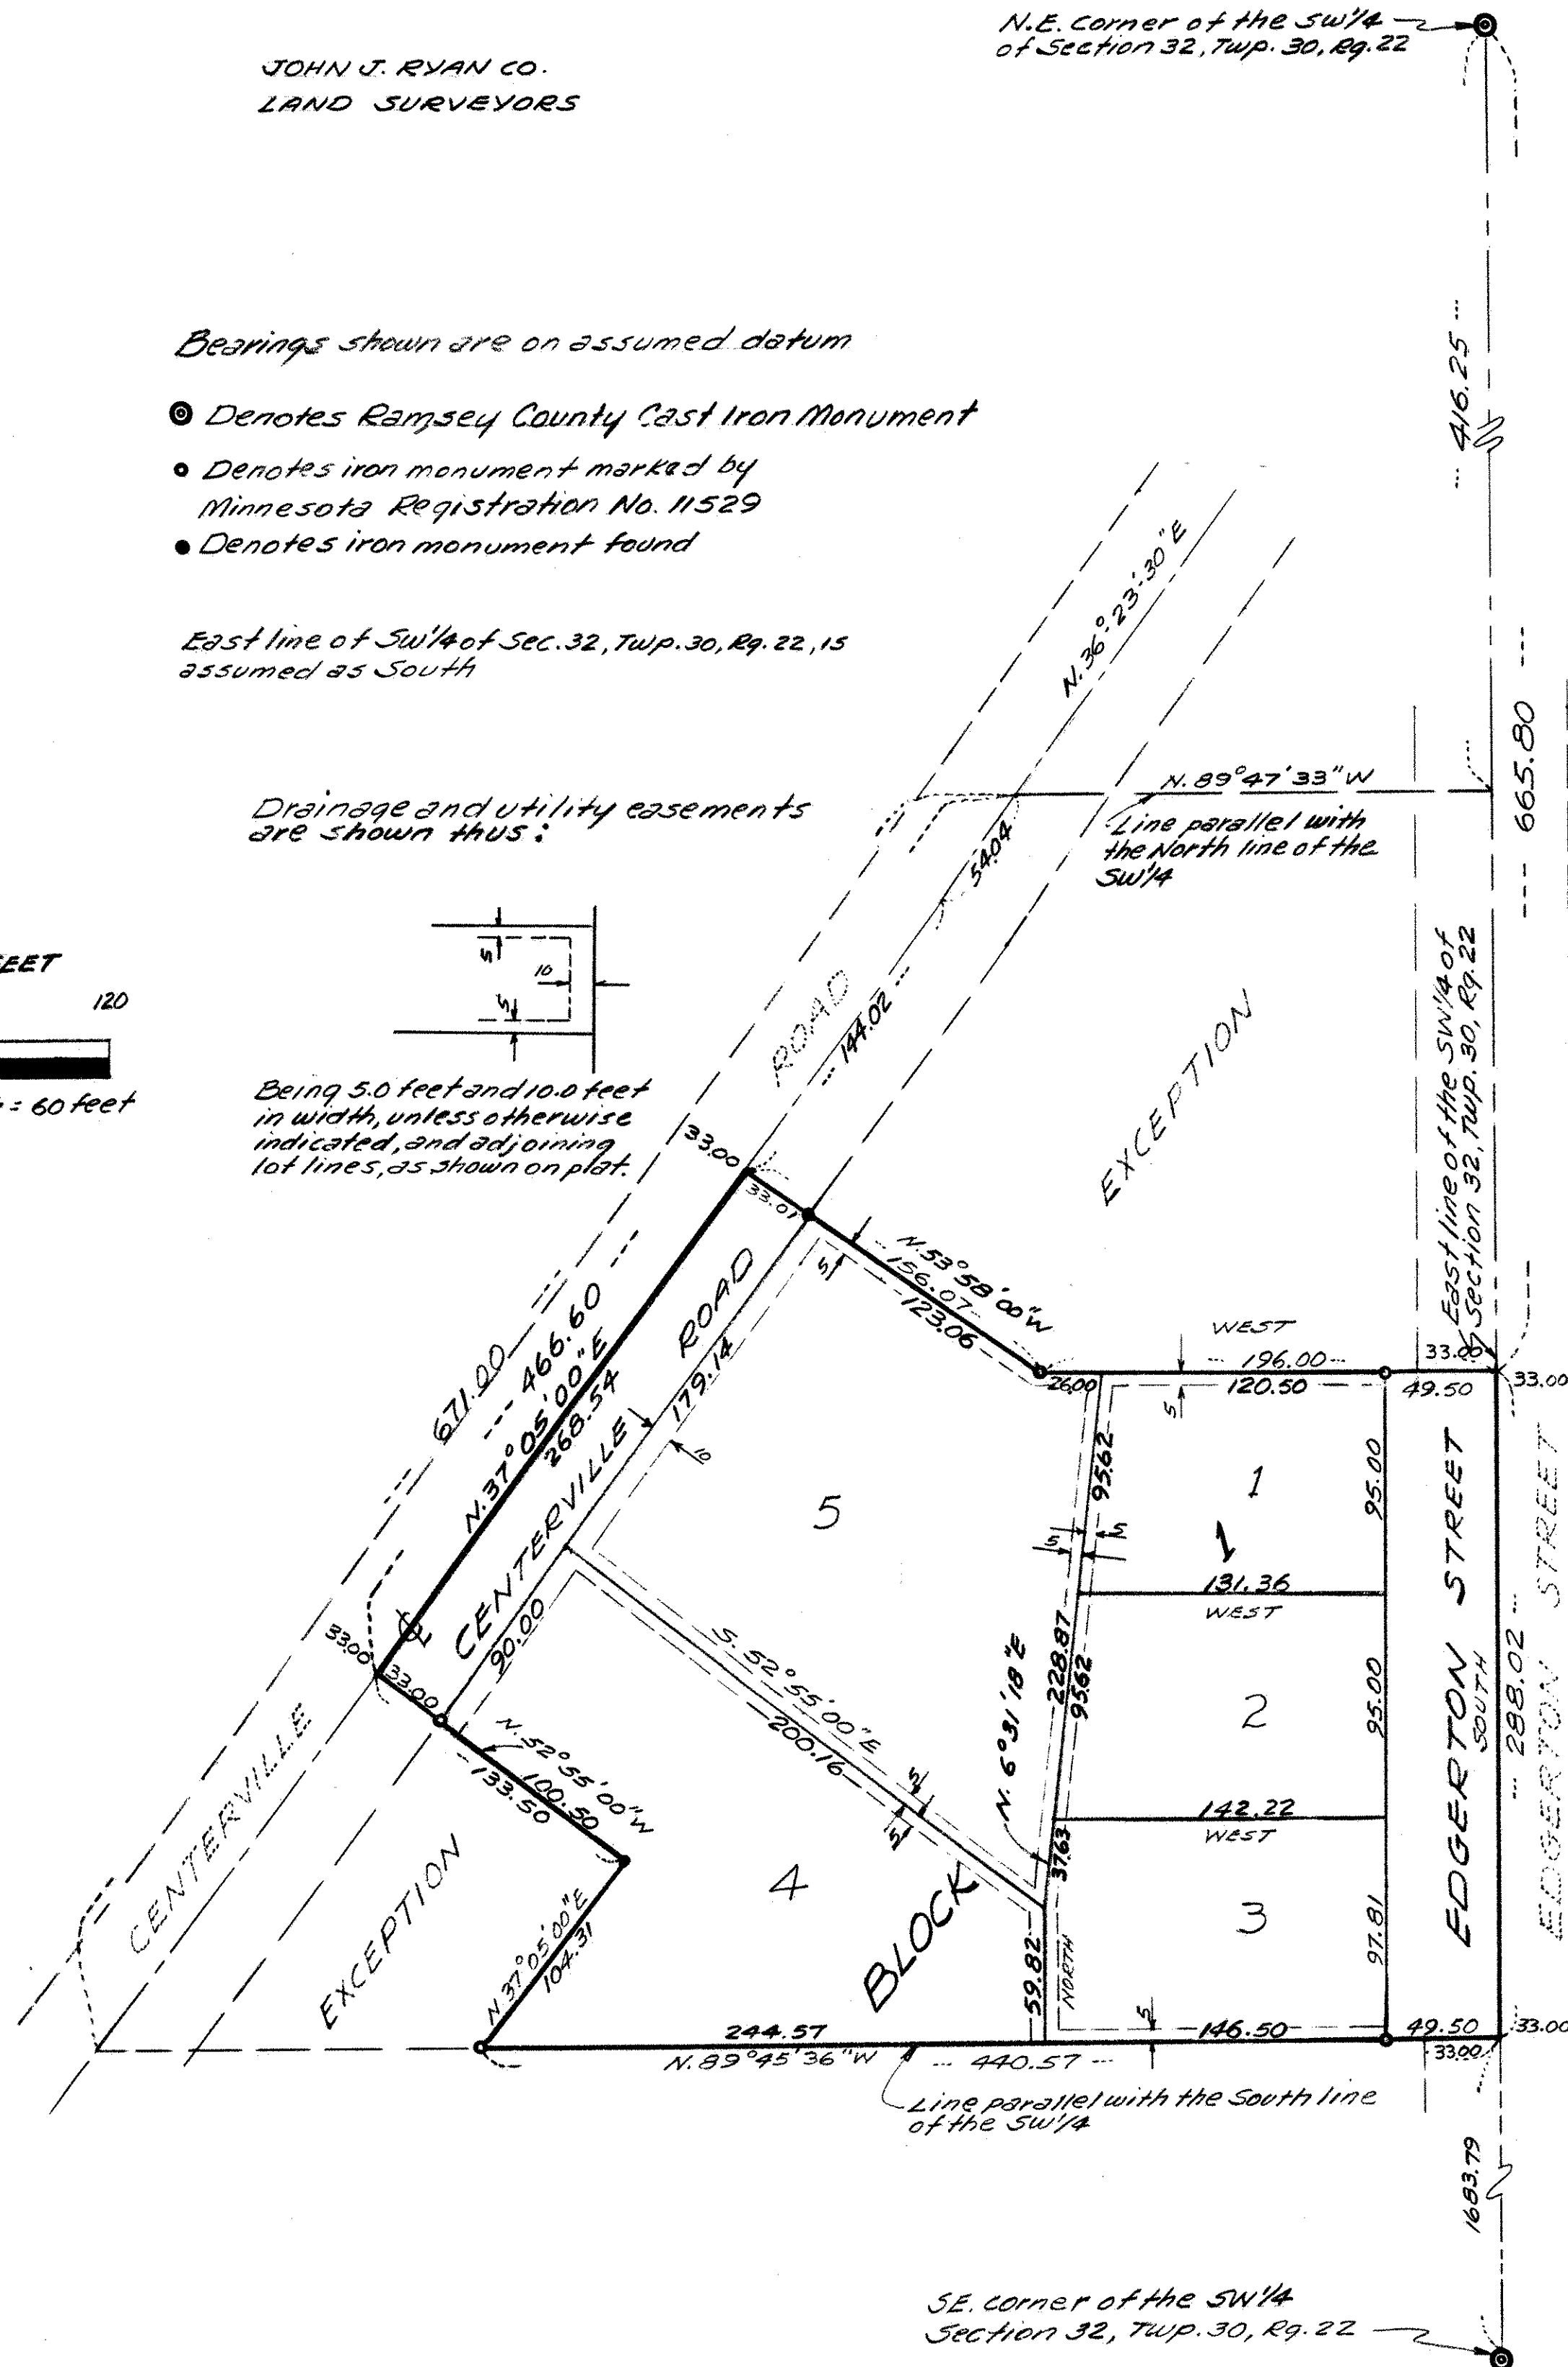 N.E. Corner of the SW1/4
of Section 32, Twp. 30, Rg. 22
JOHN J. RYAN CO.
LAND SURVEYORS
--- 416.25 ---
Bearings shown are on assumed datum
Denotes Ramsey County Cast Iron Monument
Denotes iron monument marked by
Minnesota Registration No. 11529
Denotes iron monument found
N. 36°-23'-30"E
East line of SW1/4 of Sec. 32, Twp. 30, Rg. 22, is
assumed as South
--- 665.80 ---
N. 89°47'33"W
Line parallel with
the North line of the
SW1/4
Drainage and utility easements
are shown thus:
54.04
East line of the SW1/4 of
Section 32, Twp. 30, Rg. 22
EET
120
5
10
5
= 60 feet
Being 5.0 feet and 10.0 feet
in width, unless otherwise
indicated, and adjoining
lot lines, as shown on plat.
ROAD
--- 144.02 ---
EXCEPTION
33.00
33.01
N. 53°58'00"W
156.07
123.06
5
WEST
--- 196.00 ---
33.00
33.00
26.00
120.50
49.50
5
671.00
--- 466.60 ---
N. 37°05'00"E
268.54
CENTERVILLE ROAD
179.14
10
90.00
5
95.62
1
95.00
1
5
5
131.36
WEST
S. 52°55'00"E
200.16
5
5
N. 6°31'18"E
228.87
95.62
2
95.00
EDGERTON STREET
SOUTH
--- 288.02 ---
EDGERTON STREET
33.00
33.00
N. 52°55'00"W
100.50
133.50
142.22
WEST
37.63
CENTERVILLE
EXCEPTION
N. 37°05'00"E
104.31
4
BLOCK
3
97.81
59.82
NORTH
5
244.57
146.50
49.50
33.00
33.00
N. 89°45'36"W
--- 440.57 ---
Line parallel with the South line
of the SW1/4
1683.79
SE. corner of the SW1/4
Section 32, Twp. 30, Rg. 22